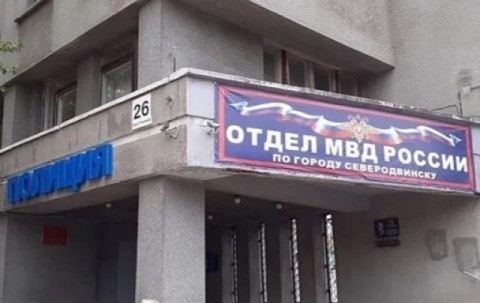 ПОЛИЦИЯ
26
ОТДЕЛ МВД РОССИИ
ПО ГОРОДУ СЕВЕРОДВИНСКУ